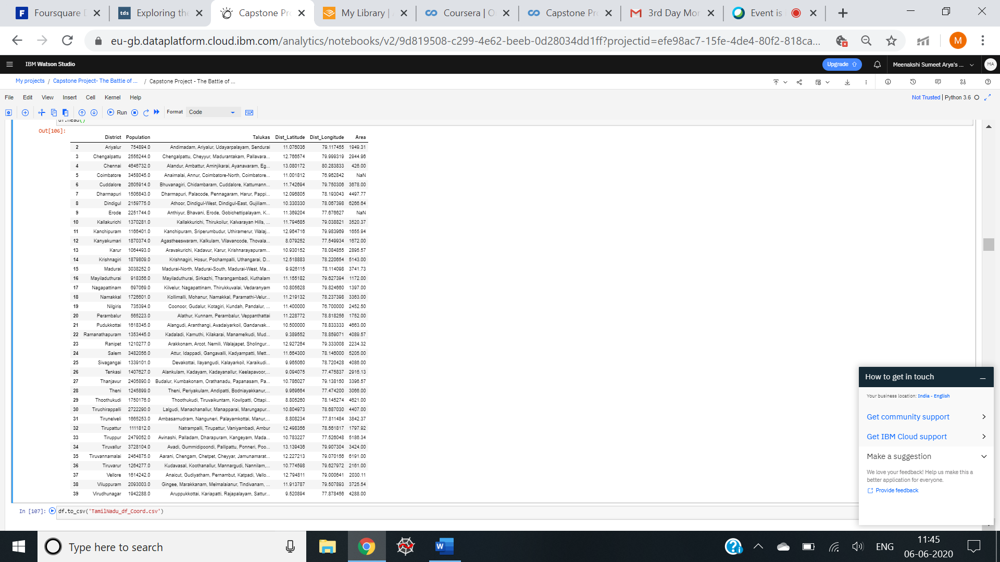 Foursquare D
Exploring the
Capstone Pro
My Library | A
Coursera | O
Capstone Pro
3rd Day Mor
Event is
eu-gb.dataplatform.cloud.ibm.com/analytics/notebooks/v2/9d819508-c299-4e62-beeb-0d28034dd1ff?projectid=efe98ac7-15fe-4de4-80f2-818ca...
M
IBM Watson Studio
Upgrade
Meenakshi Sumeet Arya's ...
MA
My projects / Capstone Project- The Battle of ... / Capstone Project - The Battle of ...
File Edit View Insert Cell Kernel Help
Not Trusted | Python 3.6
Run Format Code
df.head()
Out[106]:
District Population Talukas Dist_Latitude Dist_Longitude Area
2 Ariyalur 754894.0 Andimadam, Ariyalur, Udayarpalayam, Sendurai 11.076036 79.117455 1949.31
3 Chengalpattu 2556244.0 Chengalpattu, Cheyyur, Madurantakam, Pallavara... 12.766574 79.999319 2944.96
4 Chennai 4646732.0 Alandur, Ambattur, Aminjikarai, Ayanavaram, Eg... 13.080172 80.283833 426.00
5 Coimbatore 3458045.0 Anaimalai, Annur, Coimbatore-North, Coimbatore... 11.001812 76.962842 NaN
6 Cuddalore 2605914.0 Bhuvanagiri, Chidambaram, Cuddalore, Kattumann... 11.742694 79.750306 3678.00
7 Dharmapuri 1506843.0 Dharmapuri, Palacode, Pennagaram, Harur, Pappi... 12.096805 78.193043 4497.77
8 Dindigul 2159775.0 Athoor, Dindigul-West, Dindigul-East, Gujiliam... 10.330330 78.067398 6266.64
9 Erode 2251744.0 Anthiyur, Bhavani, Erode, Gobichettipalayam, K... 11.369204 77.676627 NaN
10 Kallakurichi 1370281.0 Kallakkurichi, Thirukoilur, Kalvarayan Hills, ... 11.794685 79.038821 3520.37
11 Kanchipuram 1166401.0 Kanchipuram, Sriperumbudur, Uthiramerur, Walaj... 12.964716 79.983969 1655.94
12 Kanyakumari 1870374.0 Agastheeswaram, Kalkulam, Vilavancode, Thovala... 8.079252 77.549934 1672.00
13 Karur 1064493.0 Aravakurichi, Kadavur, Karur, Krishnarayapuram... 10.930152 78.084855 2895.57
14 Krishnagiri 1879809.0 Krishnagiri, Hosur, Pochampalli, Uthangarai, D... 12.518883 78.220654 5143.00
15 Madurai 3038252.0 Madurai-North, Madurai-South, Madurai-West, Ma... 9.926115 78.114098 3741.73
16 Mayiladuthurai 918356.0 Mayiladuthurai, Sirkazhi, Tharangambadi, Kuthalam 11.155182 79.627394 1172.00
17 Nagapattinam 697069.0 Kilvelur, Nagapattinam, Thirukkuvalai, Vedaranyam 10.805628 79.824660 1397.00
18 Namakkal 1726601.0 Kollimalli, Mohanur, Namakkal, Paramathi-Velur... 11.219132 78.237398 3363.00
19 Nilgiris 735394.0 Coonoor, Gudalur, Kotagiri, Kundah, Pandalur, ... 11.400000 76.700000 2452.50
20 Perambalur 565223.0 Alathur, Kunnam, Perambalur, Veppanthattai 11.228772 78.818256 1752.00
21 Pudukkottai 1618345.0 Alangudi, Aranthangi, Avadaiyarkoil, Gandarvak... 10.500000 78.833333 4663.00
22 Ramanathapuram 1353445.0 Kadaladi, Kamuthi, Kilakarai, Manamelkudi, Mud... 9.389552 78.859071 4089.57
23 Ranipet 1210277.0 Arakkonam, Arcot, Nemili, Walajapet, Sholingur... 12.927264 79.333008 2234.32
24 Salem 3482056.0 Attur, Idappadi, Gangavalli, Kadyampatti, Mett... 11.664300 78.146000 5205.00
25 Sivagangai 1339101.0 Devakottai, Ilayangudi, Kalayarkoil, Karaikudi... 9.965060 78.720428 4086.00
26 Tenkasi 1407627.0 Alankulam, Kadayam, Kadayanallur, Keelapavoor,... 9.094075 77.475837 2916.13
27 Thanjavur 2405890.0 Budalur, Kumbakonam, Orathanadu, Papanasam, Pa... 10.786027 79.138150 3396.57
28 Theni 1245899.0 Theni, Periyakulam, Andipatti, Bodniayakkanur,... 9.969664 77.474200 3066.00
29 Thoothukudi 1750176.0 Thoothukudi, Tiruvaikuntam, Kovilpatti, Ottapi... 8.805260 78.145274 4621.00
30 Tiruchirappalli 2722290.0 Lalgudi, Manachanallur, Manapparai, Marungapur... 10.804973 78.687030 4407.00
31 Tirunelveli 1665253.0 Ambasamudram, Nanguneri, Palayamkottai, Manur,... 8.808234 77.811484 3842.37
32 Tirupattur 1111812.0 Natrampalli, Tirupattur, Vaniyambadi, Ambur 12.498356 78.561817 1797.92
33 Tiruppur 2479052.0 Avinashi, Palladam, Dharapuram, Kangeyam, Mada... 10.783227 77.526048 5186.34
34 Tiruvallur 3728104.0 Avadi, Gummidipoondi, Pallipattu, Ponneri, Poo... 13.139436 79.907304 3424.00
35 Tiruvannamalai 2464875.0 Aarani, Chengam, Chetpet, Cheyyar, Jamunamarat... 12.227213 79.070156 6191.00
36 Tiruvarur 1264277.0 Kudavasal, Koothanallur, Mannargudi, Nannilam,... 10.774598 79.627972 2161.00
37 Vellore 1614242.0 Anaicut, Gudiyatham, Pernambut, Katpadi, Vello... 12.794811 79.000641 2030.11
38 Viluppuram 2093003.0 Gingee, Marakkanam, Melmalaianur, Tindivanam, ... 11.913787 79.507893 3725.54
39 Virudhunagar 1942288.0 Aruppukkottai, Kariapatti, Rajapalayam, Sattur... 9.520894 77.878456 4288.00
In [107]: df.to_csv('TamilNadu_df_Coord.csv')
How to get in touch
Your business location: India - English
Get community support
Get IBM Cloud support
Make a suggestion
We love your feedback! Help us make this a
better application for everyone.
Provide feedback
Type here to search
ENG
11:45
06-06-2020